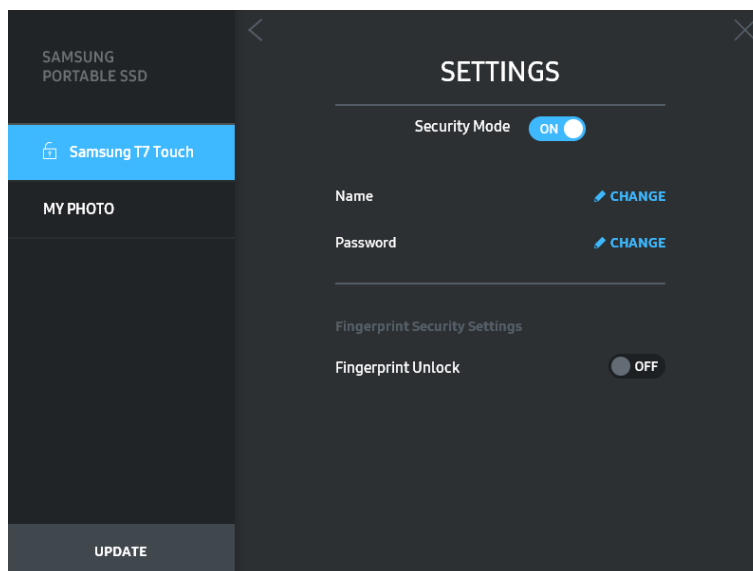 SAMSUNG
PORTABLE SSD
Samsung T7 Touch
MY PHOTO
UPDATE
SETTINGS
Security Mode ON
Name CHANGE
Password CHANGE
Fingerprint Security Settings
Fingerprint Unlock OFF